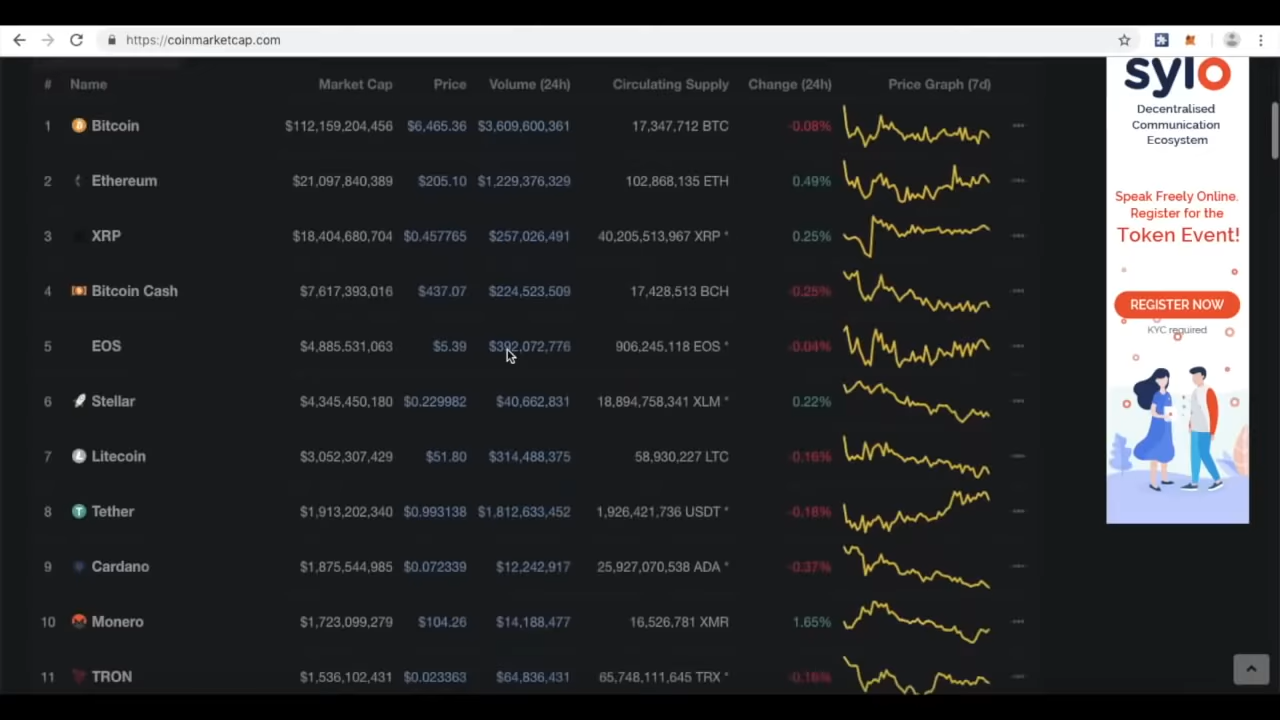 https://coinmarketcap.com
# Name Market Cap Price Volume (24h) Circulating Supply Change (24h) Price Graph (7d)
1 Bitcoin $112,159,204,456 $6,465.36 $3,609,600,361 17,347,712 BTC -0.08%
2 Ethereum $21,097,840,389 $205.10 $1,229,376,329 102,868,135 ETH 0.49%
3 XRP $18,404,680,704 $0.457765 $257,026,491 40,205,513,967 XRP * 0.25%
4 Bitcoin Cash $7,617,393,016 $437.07 $224,523,509 17,428,513 BCH -0.25%
5 EOS $4,885,531,063 $5.39 $392,072,776 906,245,118 EOS * -0.04%
6 Stellar $4,345,450,180 $0.229982 $40,662,831 18,894,758,341 XLM * 0.22%
7 Litecoin $3,052,307,429 $51.80 $314,488,375 58,930,227 LTC -0.16%
8 Tether $1,913,202,340 $0.993138 $1,812,633,452 1,926,421,736 USDT * -0.18%
9 Cardano $1,875,544,985 $0.072339 $12,242,917 25,927,070,538 ADA * -0.37%
10 Monero $1,723,099,279 $104.26 $14,188,477 16,526,781 XMR 1.65%
11 TRON $1,536,102,431 $0.023363 $64,836,431 65,748,111,645 TRX * -0.16%
sylo
Decentralised
Communication
Ecosystem
Speak Freely Online.
Register for the
Token Event!
REGISTER NOW
KYC required